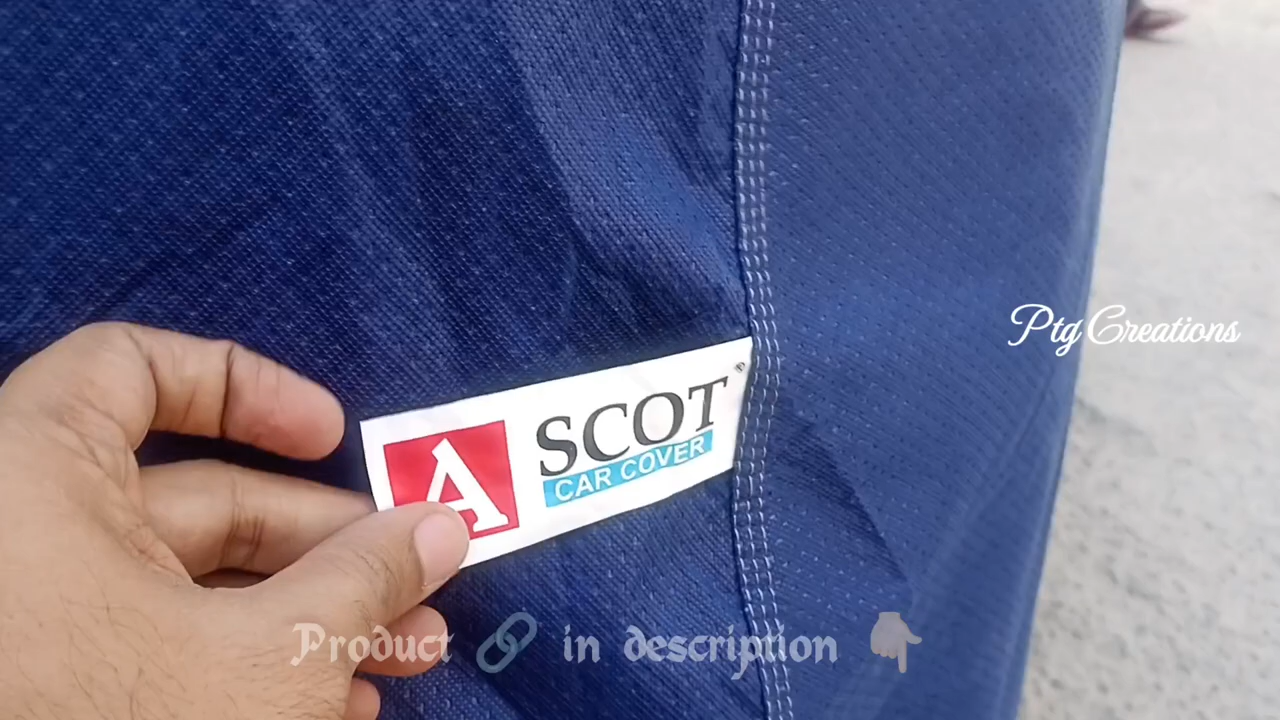 A SCOT ®
CAR COVER
Ptg Creations
Product 🔗 in description 👇